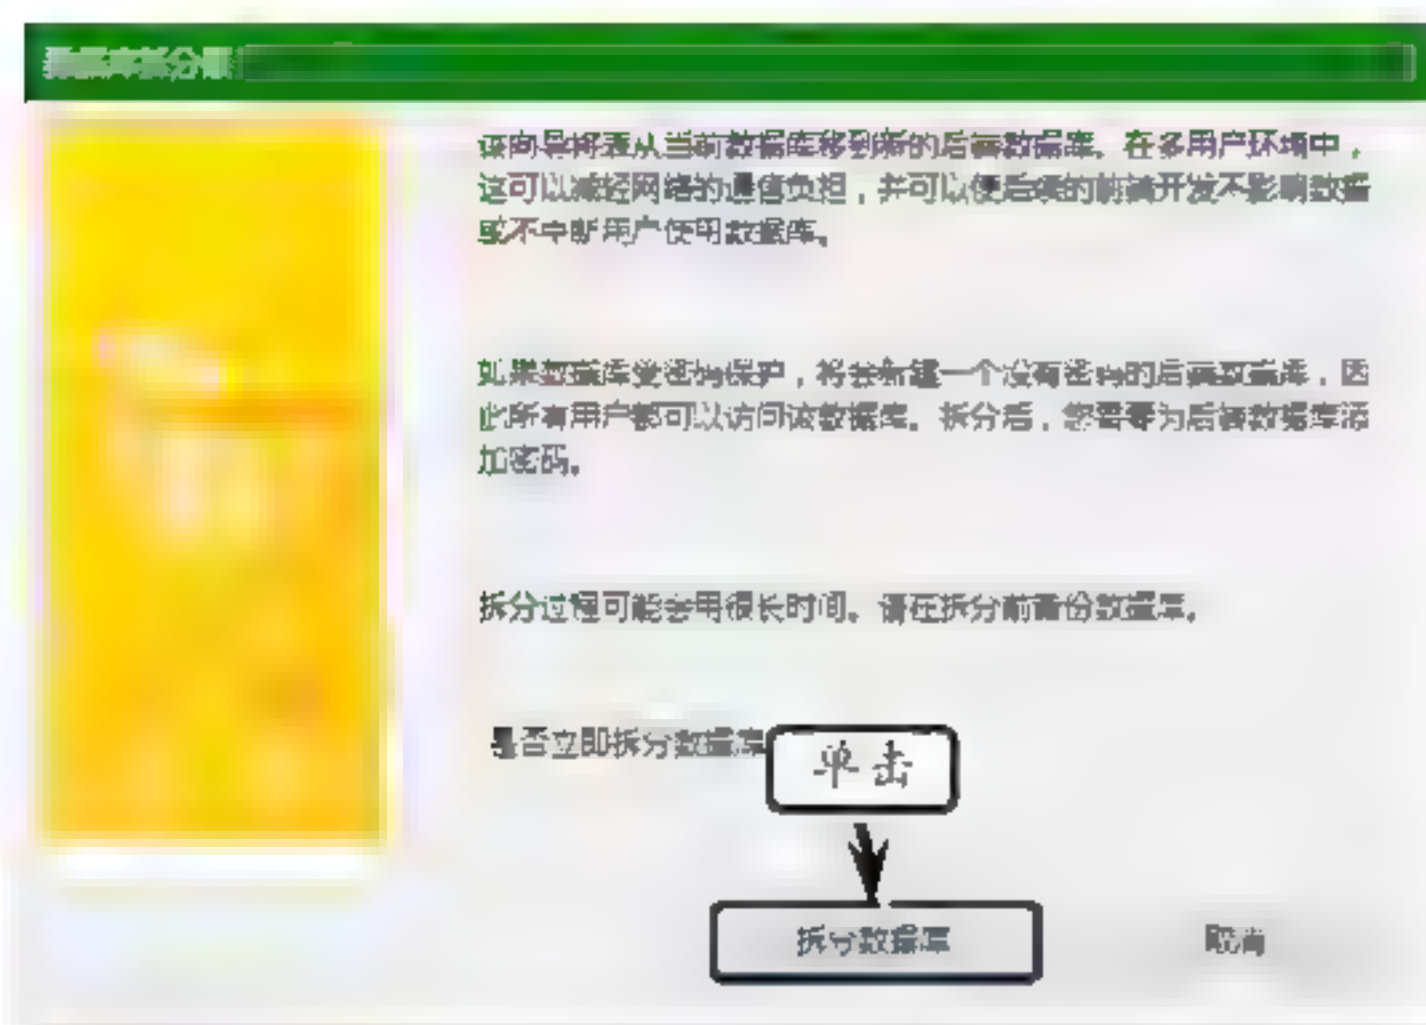 数据库拆分器
该向导将表从当前数据库移到新的后端数据库。在多用户环境中，
这可以减轻网络的通信负担，并可以使后续的前端开发不影响数据
或不中断用户使用数据库。
如果数据库受密码保护，将会新建一个没有密码的后端数据库，因
此所有用户都可以访问该数据库。拆分后，您需要为后端数据库添
加密码。
拆分过程可能会用很长时间。请在拆分前备份数据库。
是否立即拆分数据库
单击
拆分数据库
取消